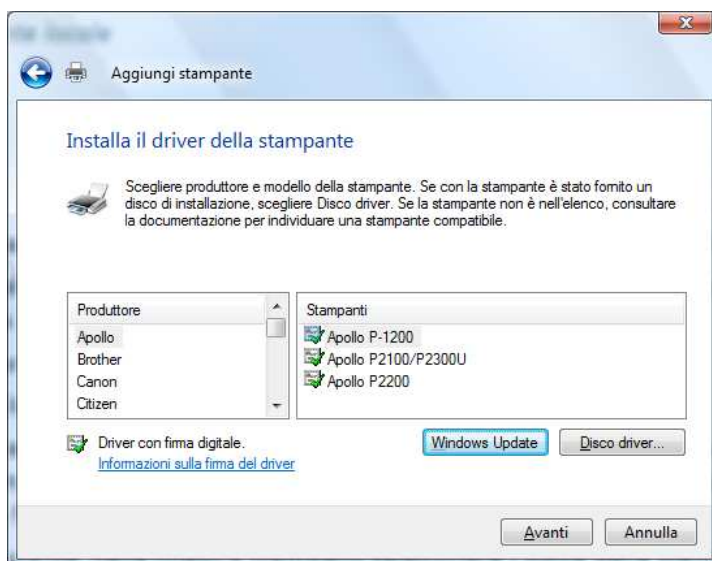 Aggiungi stampante
Installa il driver della stampante
Scegliere produttore e modello della stampante. Se con la stampante è stato fornito un
disco di installazione, scegliere Disco driver. Se la stampante non è nell'elenco, consultare
la documentazione per individuare una stampante compatibile.
Produttore
Apollo
Brother
Canon
Citizen
Stampanti
Apollo P-1200
Apollo P2100/P2300U
Apollo P2200
Driver con firma digitale.
Informazioni sulla firma del driver
Windows Update
Disco driver...
Avanti
Annulla